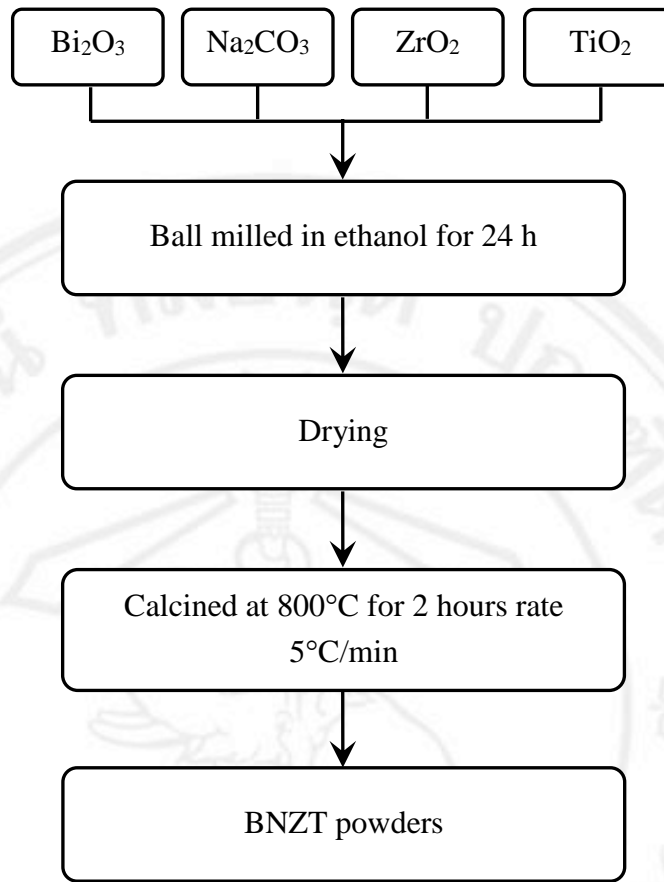 Bi₂O₃ Na₂CO₃ ZrO₂ TiO₂
Ball milled in ethanol for 24 h
Drying
Calcined at 800°C for 2 hours rate
5°C/min
BNZT powders